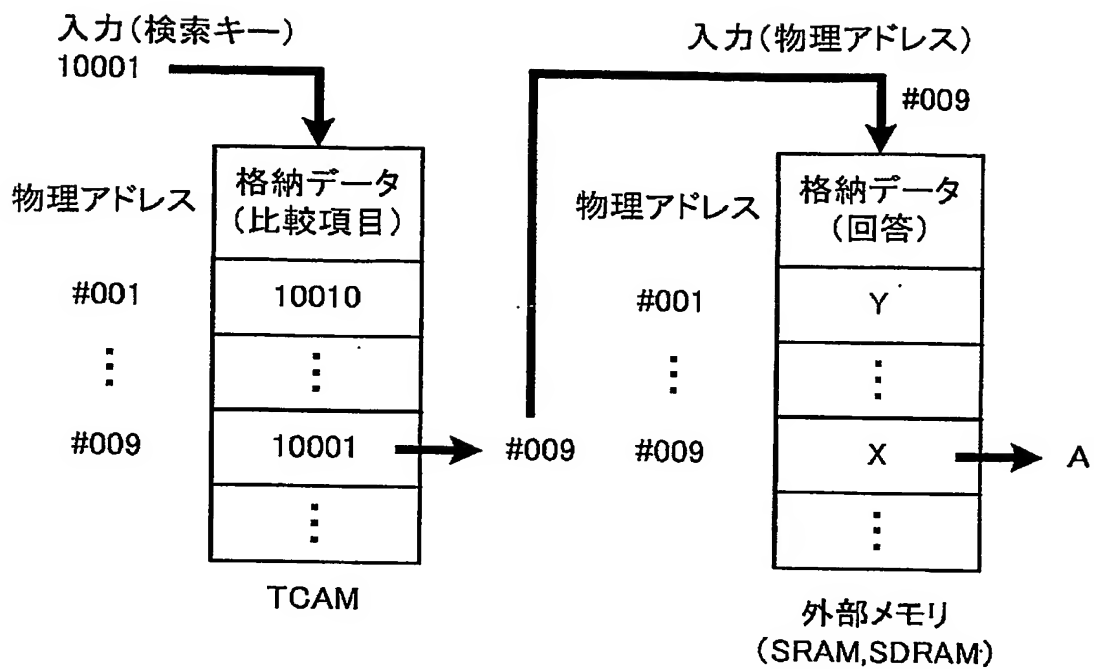 入力(検索キー)
10001
入力(物理アドレス)
#009
物理アドレス
格納データ
(比較項目)
#001
10010
⋮
⋮
#009
10001
#009
⋮
TCAM
物理アドレス
格納データ
(回答)
#001
Y
⋮
⋮
#009
X
A
⋮
外部メモリ
(SRAM,SDRAM)